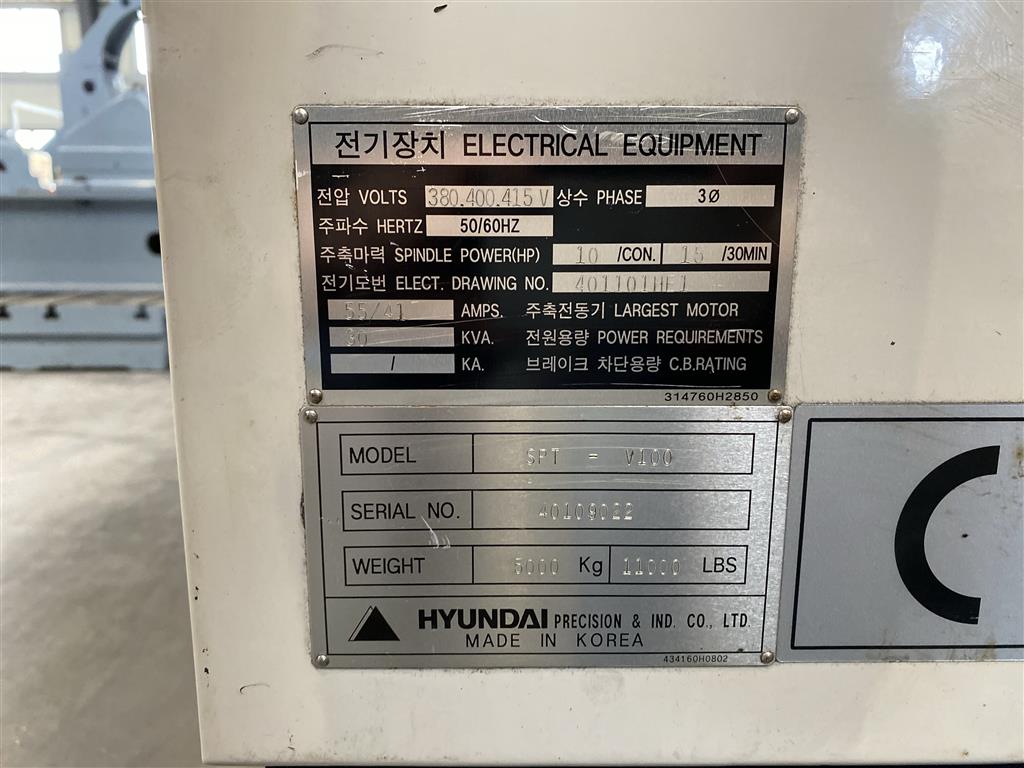 전기장치 ELECTRICAL EQUIPMENT
전압 VOLTS 380.400.415 V 상수 PHASE 3Ø
주파수 HERTZ 50/60HZ
주축마력 SPINDLE POWER(HP) 10 /CON. 15 /30MIN
전기도번 ELECT. DRAWING NO. 401101HE1
55/41 AMPS. 주축전동기 LARGEST MOTOR
30 KVA. 전원용량 POWER REQUIREMENTS
/ KA. 브레이크 차단용량 C.B.RATING
314760H2850
MODEL SPT = V100
SERIAL NO. 40109022
WEIGHT 5000 Kg 11000 LBS
HYUNDAI PRECISION & IND. CO., LTD.
MADE IN KOREA
434160H0802
C